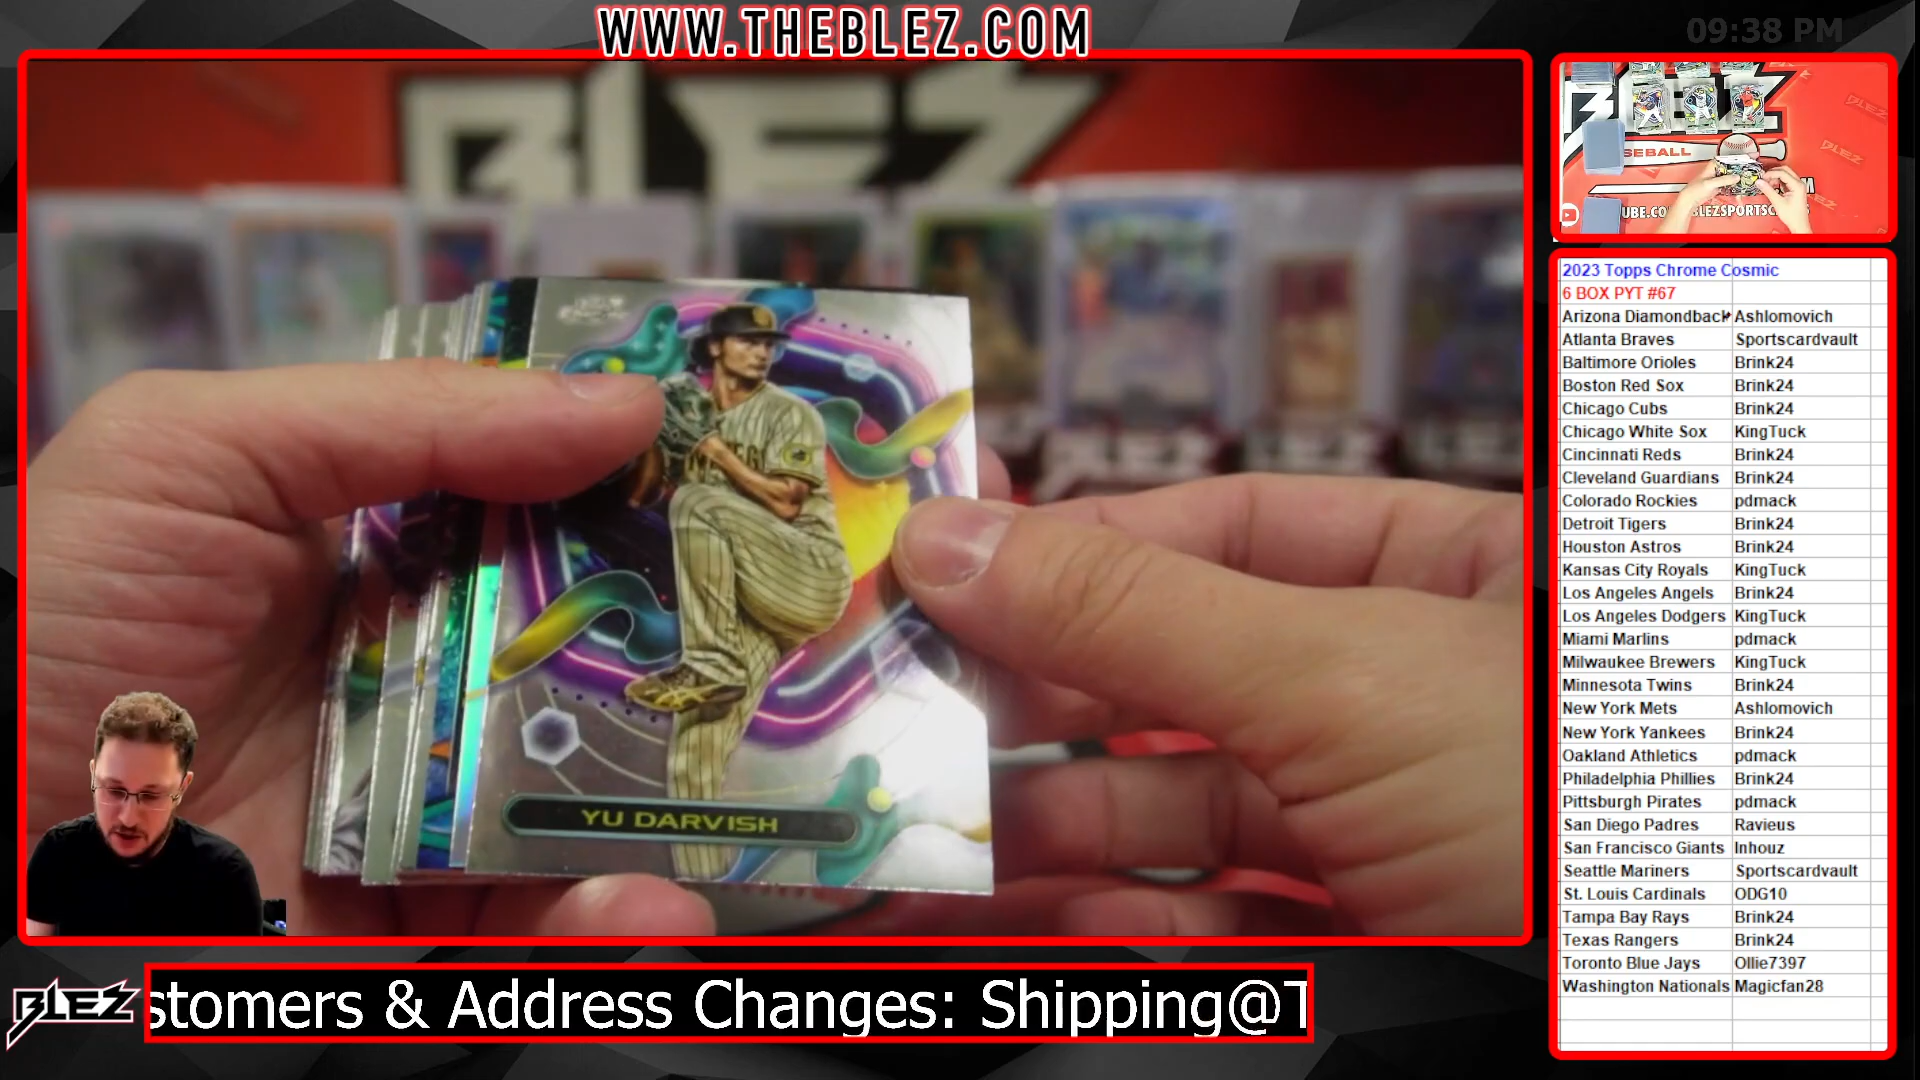 WWW.THEBLEZ.COM
09:38 PM
BLEZ
BLEZ
YU DARVISH
BLEZ
stomers & Address Changes: Shipping@T
BLEZ
SEBALL
BLEZ
2023 Topps Chrome Cosmic
6 BOX PYT #67
Arizona Diamondback Ashlomovich
Atlanta Braves Sportscardvault
Baltimore Orioles Brink24
Boston Red Sox Brink24
Chicago Cubs Brink24
Chicago White Sox KingTuck
Cincinnati Reds Brink24
Cleveland Guardians Brink24
Colorado Rockies pdmack
Detroit Tigers Brink24
Houston Astros Brink24
Kansas City Royals KingTuck
Los Angeles Angels Brink24
Los Angeles Dodgers KingTuck
Miami Marlins pdmack
Milwaukee Brewers KingTuck
Minnesota Twins Brink24
New York Mets Ashlomovich
New York Yankees Brink24
Oakland Athletics pdmack
Philadelphia Phillies Brink24
Pittsburgh Pirates pdmack
San Diego Padres Ravieus
San Francisco Giants Inhouz
Seattle Mariners Sportscardvault
St. Louis Cardinals ODG10
Tampa Bay Rays Brink24
Texas Rangers Brink24
Toronto Blue Jays Ollie7397
Washington Nationals Magicfan28